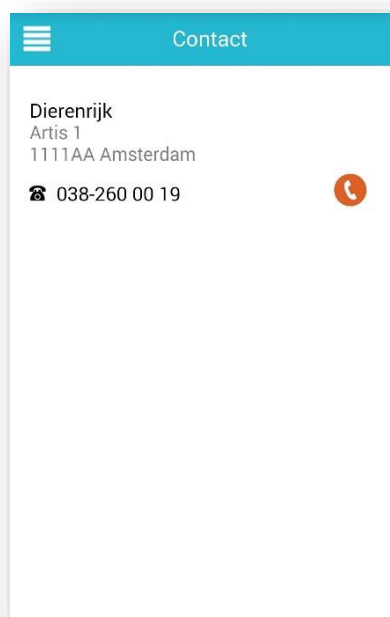 Contact
Dierenrijk
Artis 1
1111AA Amsterdam
☎ 038-260 00 19